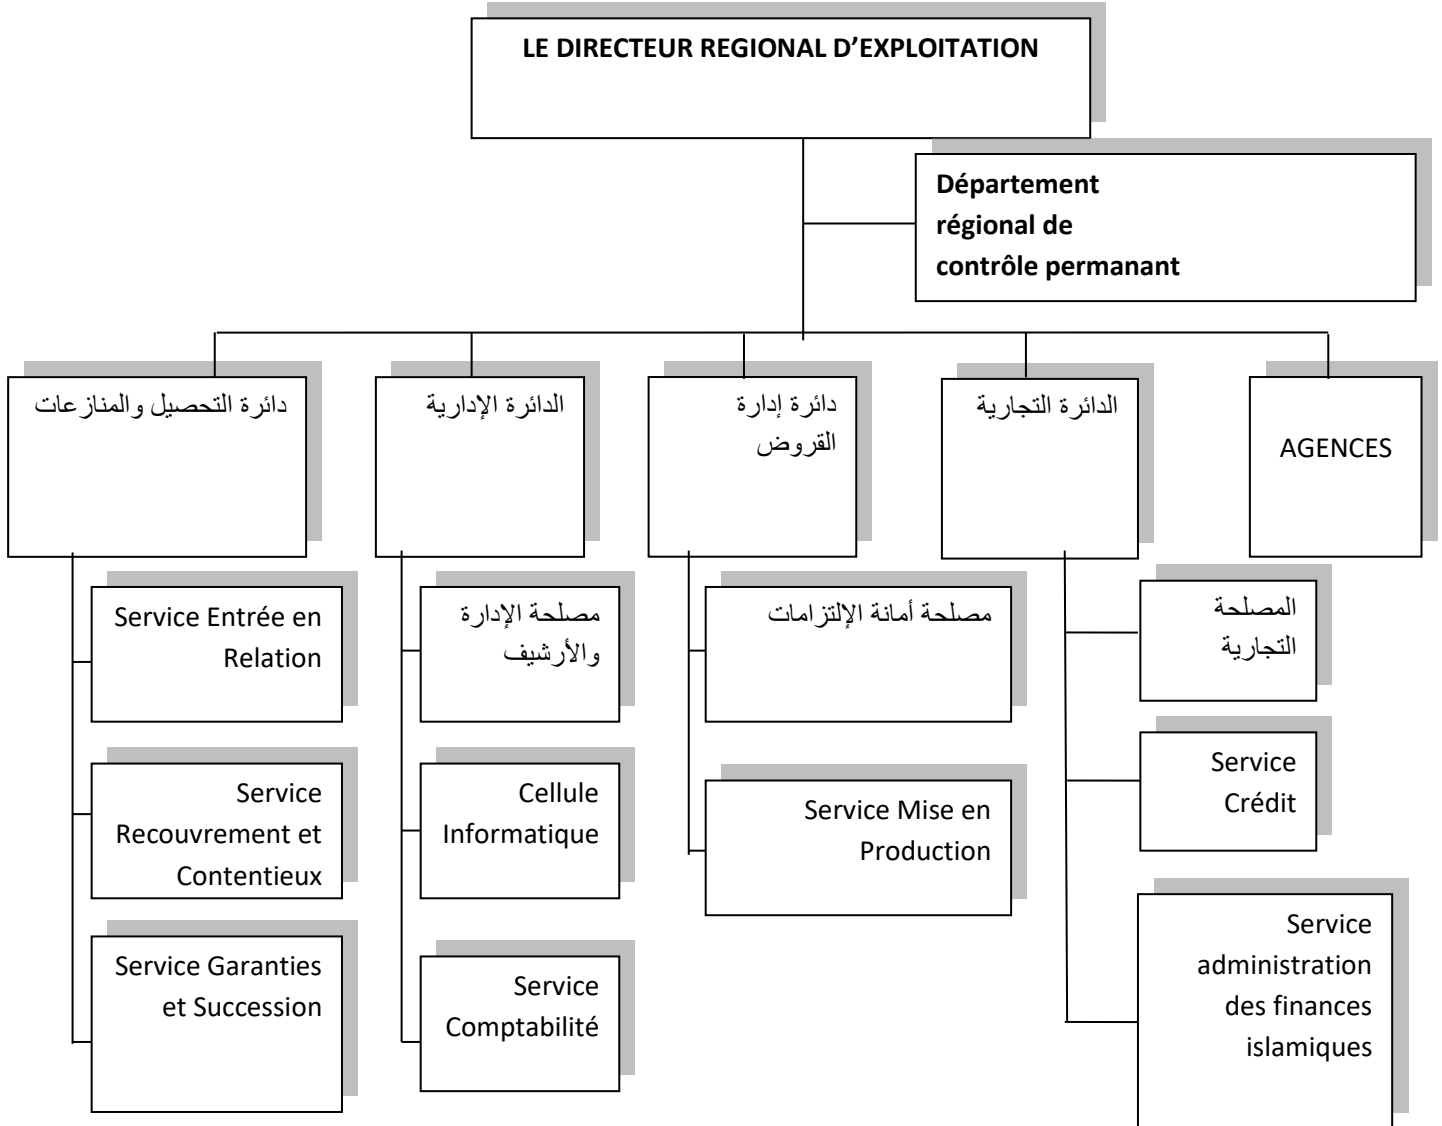 LE DIRECTEUR REGIONAL D’EXPLOITATION
Département
régional de
contrôle permanant
دائرة التحصيل والمنازعات
الدائرة الإدارية
دائرة إدارة
القروض
الدائرة التجارية
AGENCES
Service Entrée en
Relation
مصلحة الإدارة
والأرشيف
مصلحة أمانة الإلتزامات
المصلحة
التجارية
Service
Recouvrement et
Contentieux
Cellule
Informatique
Service Mise en
Production
Service
Crédit
Service Garanties
et Succession
Service
Comptabilité
Service
administration
des finances
islamiques